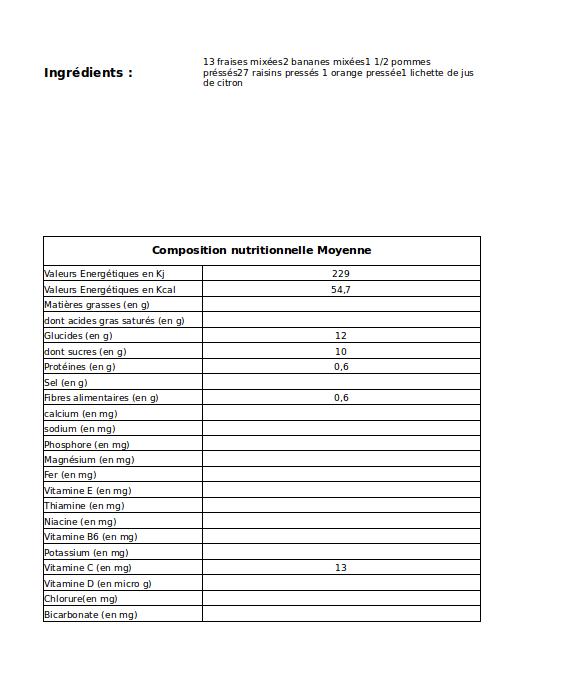 Ingrédients :
13 fraises mixées2 bananes mixées1 1/2 pommes
préssés27 raisins pressés 1 orange pressée1 lichette de jus
de citron
Composition nutritionnelle Moyenne
Valeurs Energétiques en Kj 229
Valeurs Energétiques en Kcal 54,7
Matières grasses (en g)
dont acides gras saturés (en g)
Glucides (en g) 12
dont sucres (en g) 10
Protéines (en g) 0,6
Sel (en g)
Fibres alimentaires (en g) 0,6
calcium (en mg)
sodium (en mg)
Phosphore (en mg)
Magnésium (en mg)
Fer (en mg)
Vitamine E (en mg)
Thiamine (en mg)
Niacine (en mg)
Vitamine B6 (en mg)
Potassium (en mg)
Vitamine C (en mg) 13
Vitamine D (en micro g)
Chlorure(en mg)
Bicarbonate (en mg)